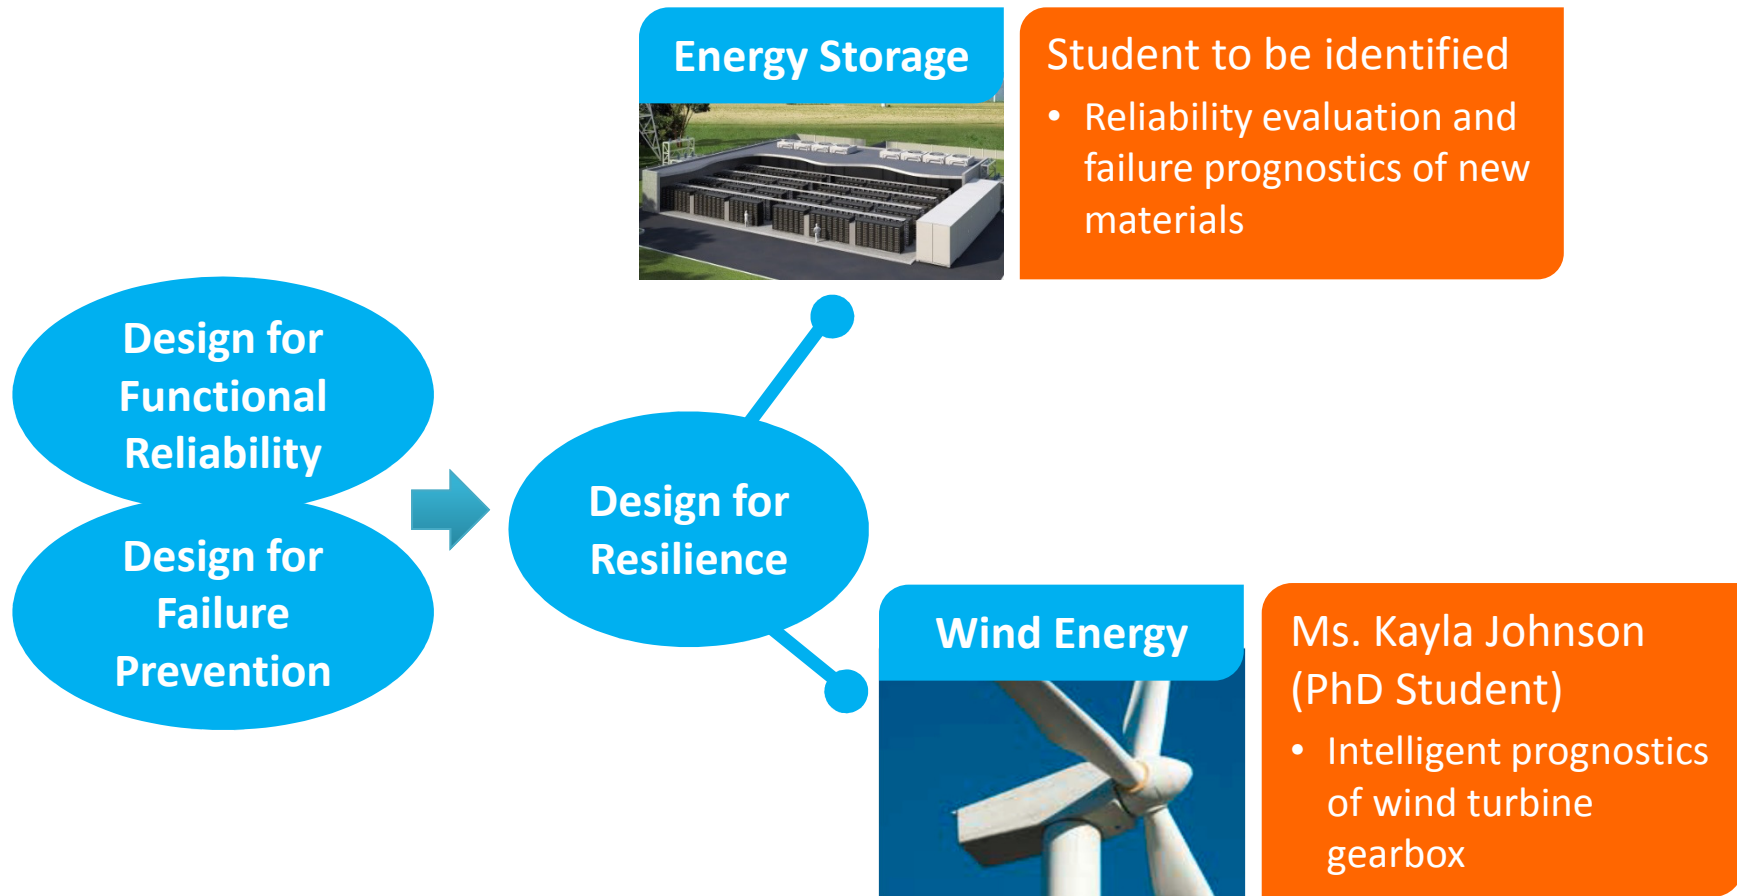 Energy Storage
Student to be identified
• Reliability evaluation and
failure prognostics of new
materials
Design for
Functional
Reliability
Design for
Failure
Prevention
Design for
Resilience
Wind Energy
Ms. Kayla Johnson
(PhD Student)
• Intelligent prognostics
of wind turbine
gearbox